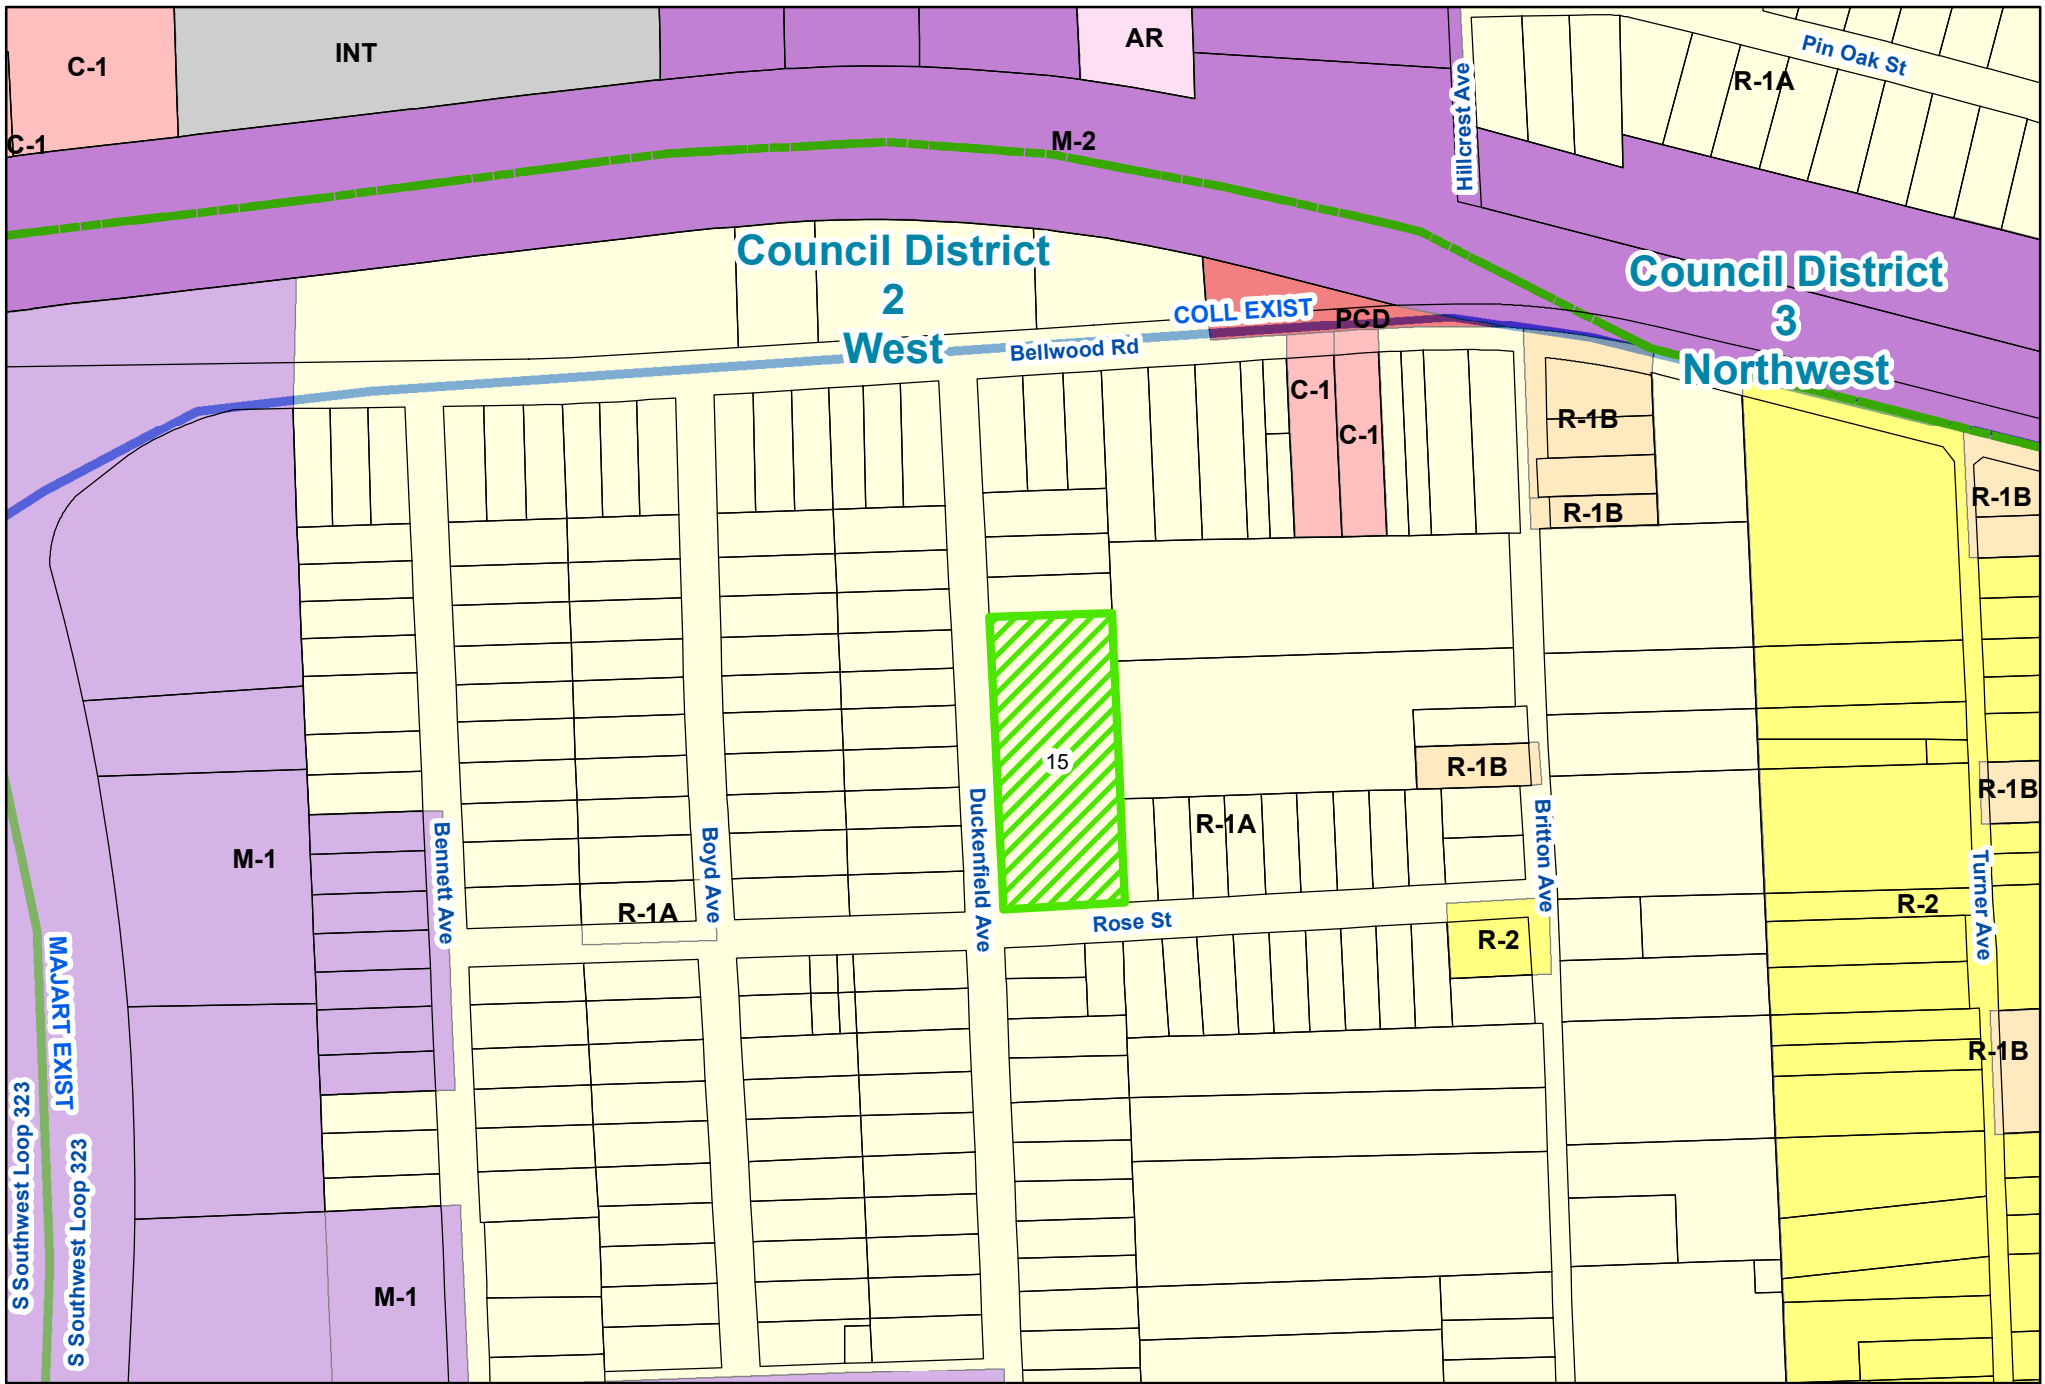 C-1
INT
AR
Pin Oak St
R-1A
C-1
M-2
Hillcrest Ave
Council District
2
West
Council District
3
Northwest
COLL EXIST
PCD
Bellwood Rd
C-1
C-1
R-1B
R-1B
R-1B
15
R-1B
R-1B
R-1A
M-1
Bennett Ave
Boyd Ave
Duckenfield Ave
Britton Ave
Turner Ave
R-1A
Rose St
R-2
R-2
MAJART EXIST
R-1B
S Southwest Loop 323
S Southwest Loop 323
M-1